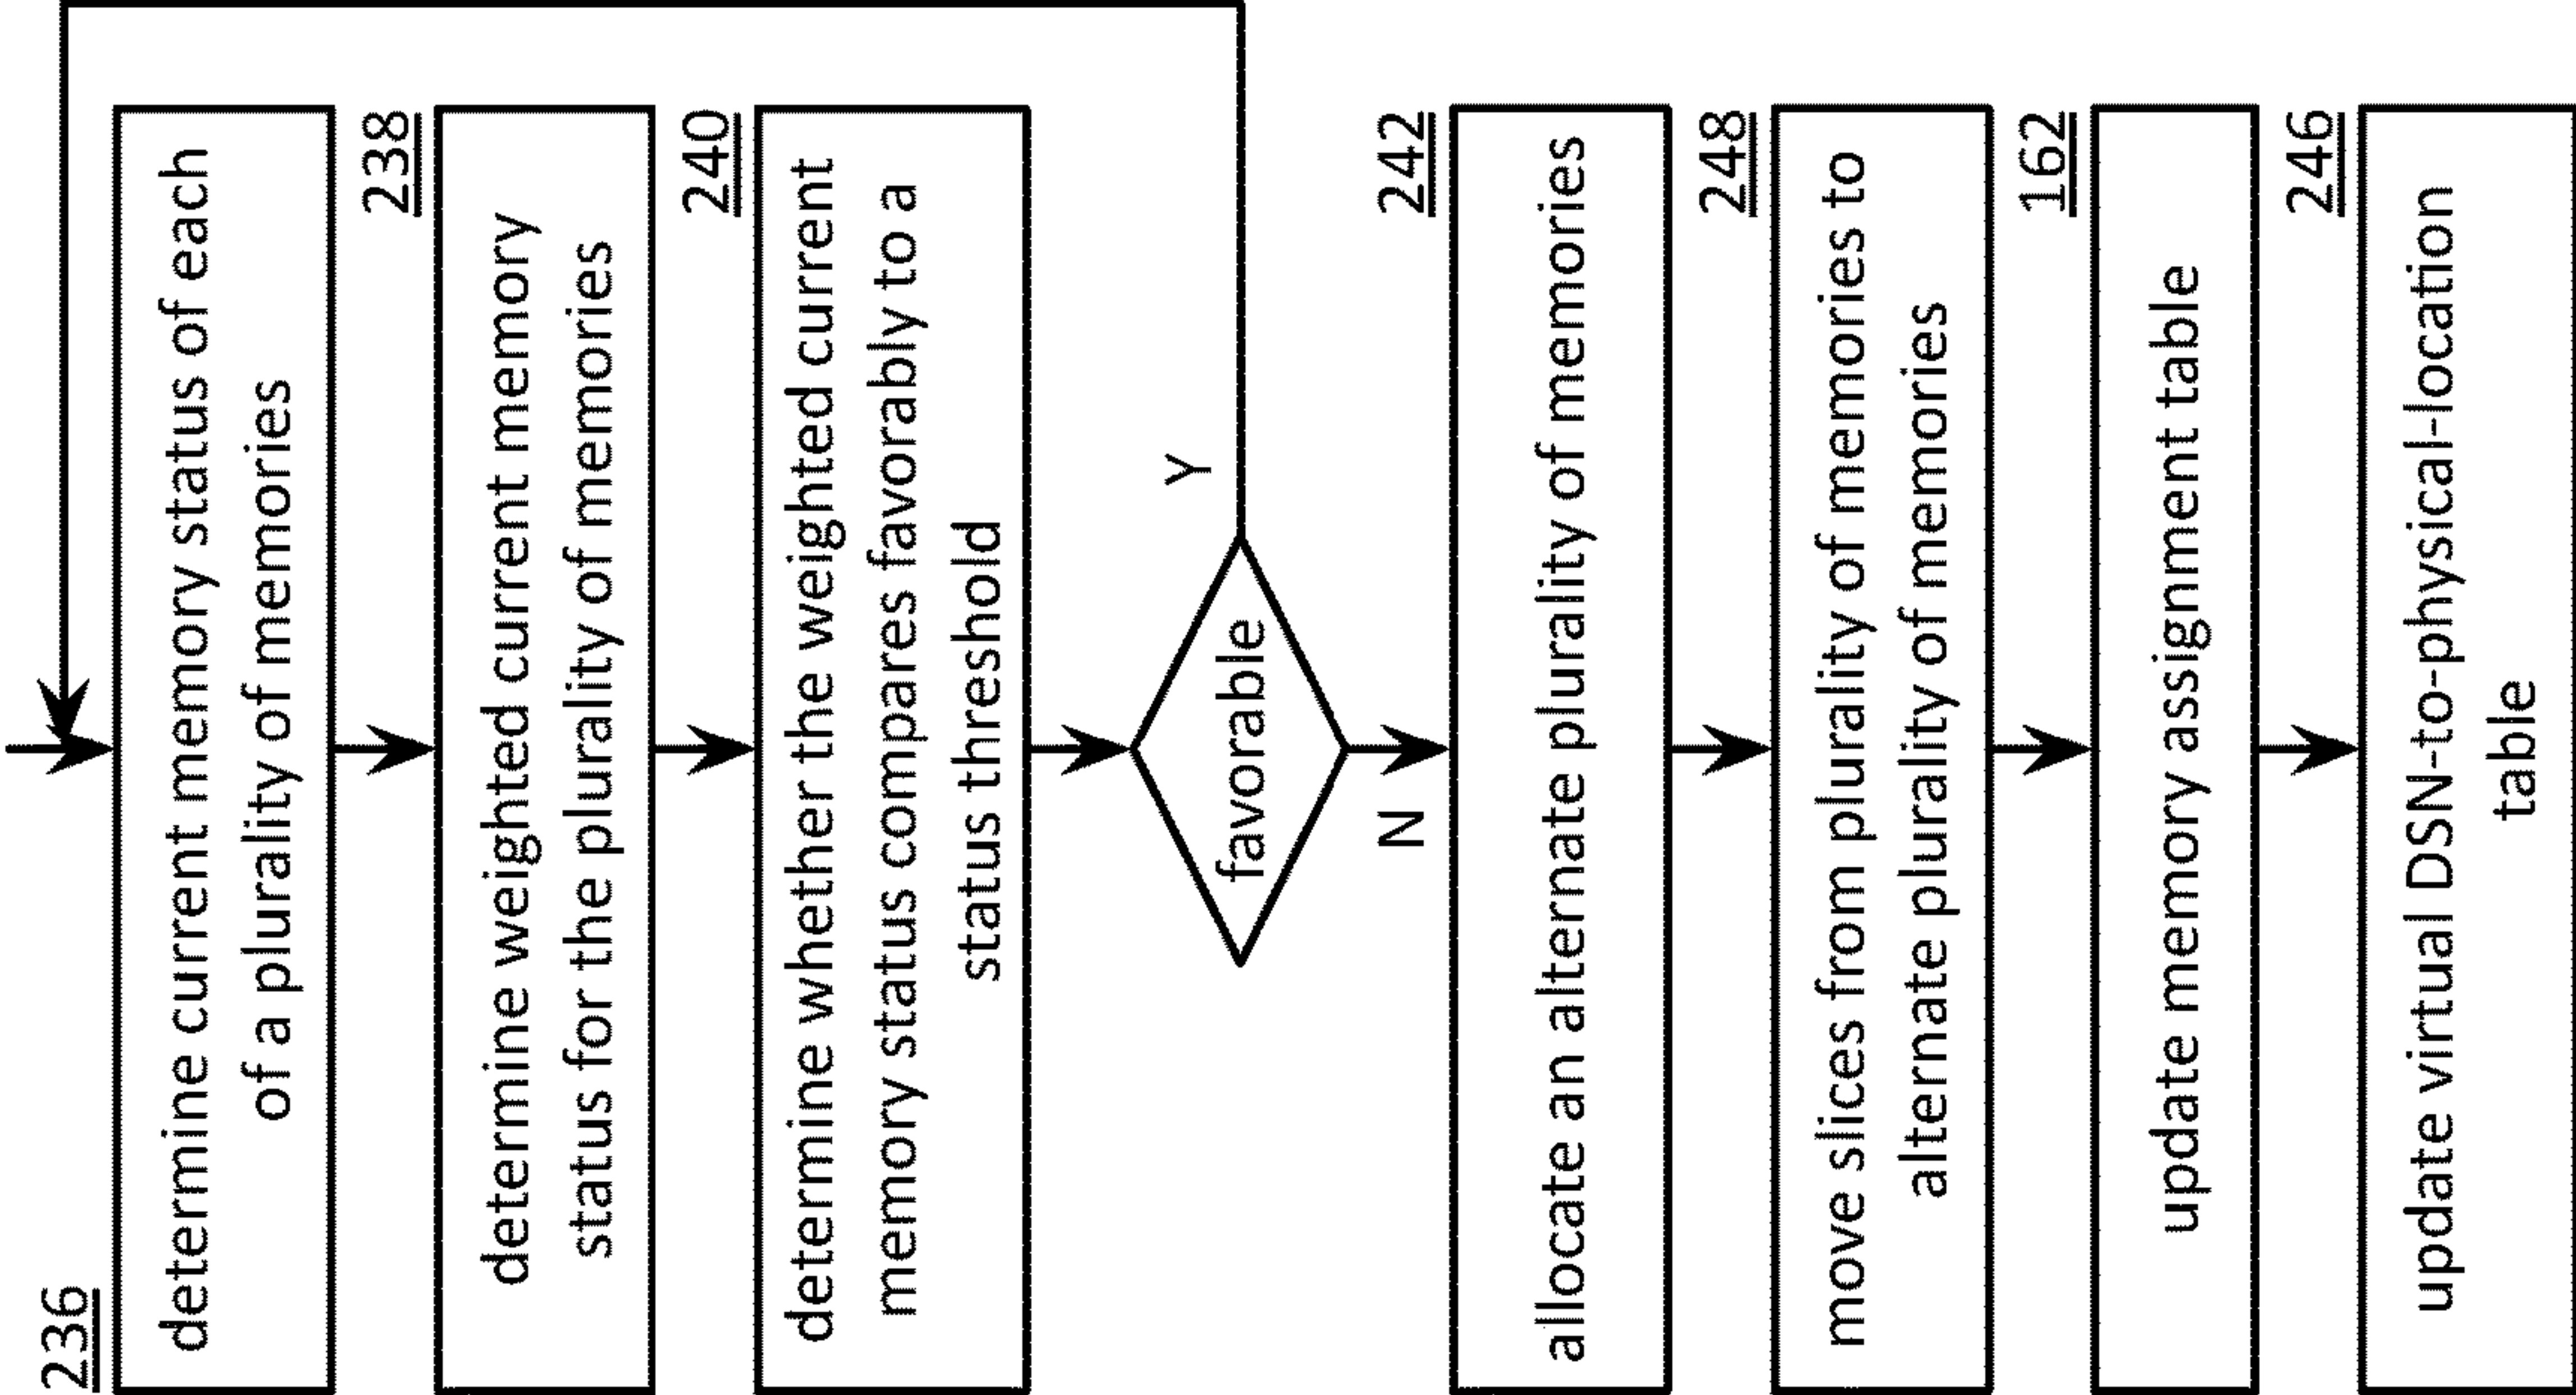 236
determine current memory status of each
of a plurality of memories
238
determine weighted current memory
status for the plurality of memories
240
determine whether the weighted current
memory status compares favorably to a
status threshold
favorable
Y
N
242
allocate an alternate plurality of memories
248
move slices from plurality of memories to
alternate plurality of memories
162
update memory assignment table
246
update virtual DSN-to-physical-location
table